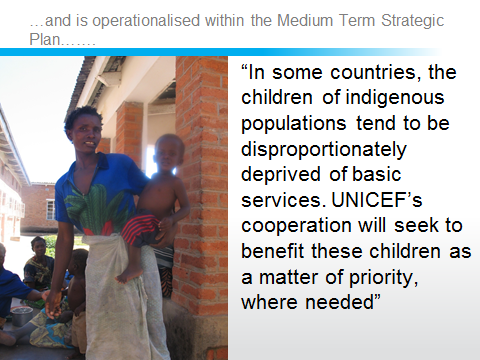 …and is operationalised within the Medium Term Strategic
Plan…….
“In some countries, the
children of indigenous
populations tend to be
disproportionately
deprived of basic
services. UNICEF’s
cooperation will seek to
benefit these children as
a matter of priority,
where needed”